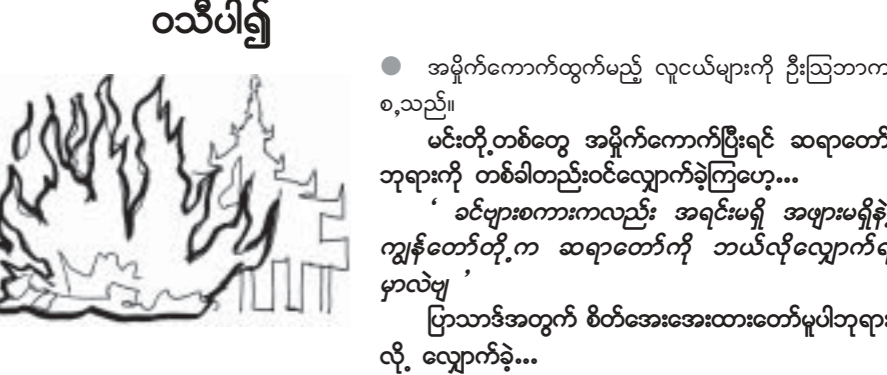 ဝသီပါ၍
အမှိုက်ကောက်ထွက်မည့် လူငယ်များကို ဦးဩဘာက
စ,သည်။
မင်းတို့တစ်တွေ အမှိုက်ကောက်ပြီးရင် ဆရာတော်
ဘုရားကို တစ်ခါတည်းဝင်လျှောက်ခဲ့ကြဟေ့...
‘ ခင်ဗျားစကားကလည်း အရင်းမရှိ အဖျားမရှိနဲ့
ကျွန်တော်တို့က ဆရာတော်ကို ဘယ်လိုလျှောက်ရ
မှာလဲဗျ ’
ပြာသာဒ်အတွက် စိတ်အေးအေးထားတော်မူပါဘုရား
လို့ လျှောက်ခဲ့...